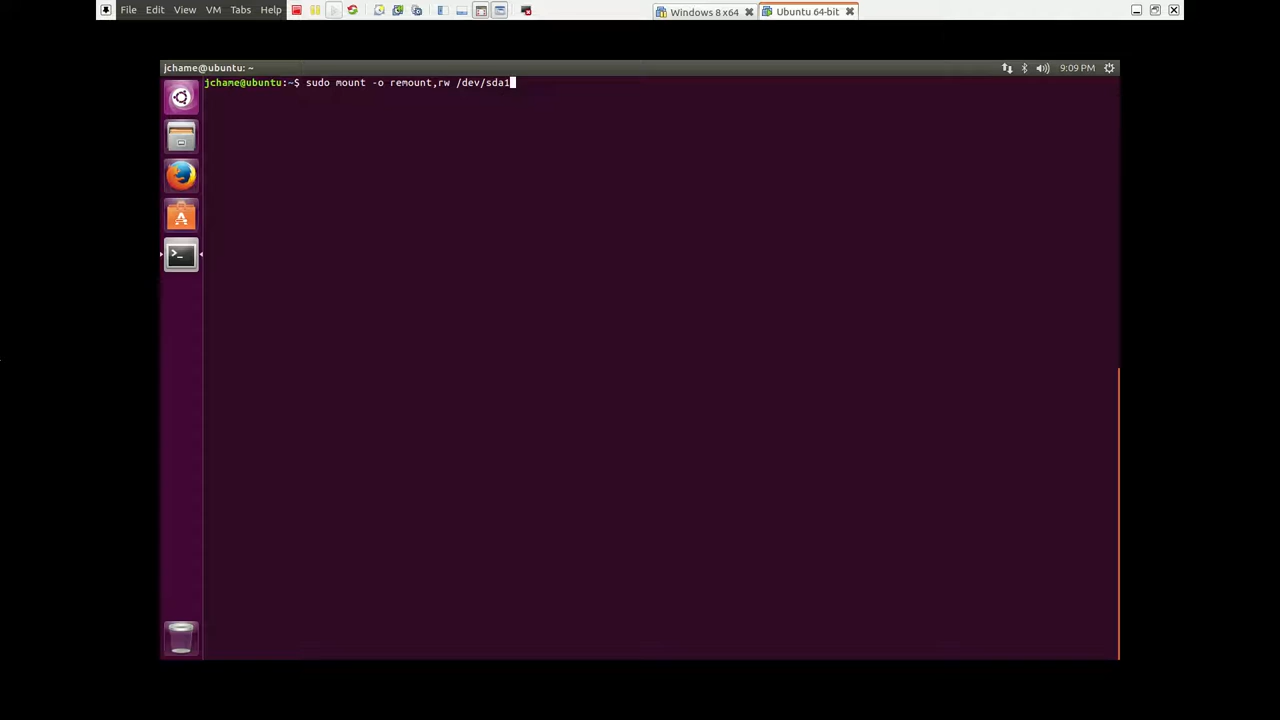 File Edit View VM Tabs Help
Windows 8 x64
Ubuntu 64-bit
jchame@ubuntu: ~
9:09 PM
jchame@ubuntu:~$ sudo mount -o remount,rw /dev/sda1
>_